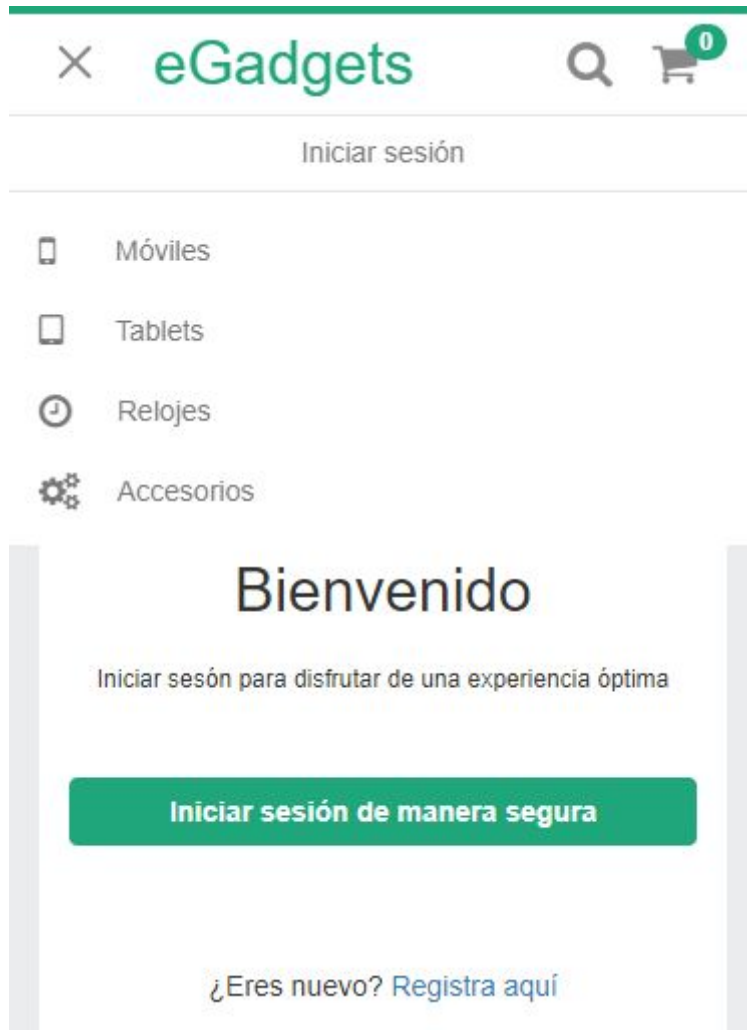 eGadgets
0
Iniciar sesión
Móviles
Tablets
Relojes
Accesorios
Bienvenido
Iniciar sesón para disfrutar de una experiencia óptima
Iniciar sesión de manera segura
¿Eres nuevo? Registra aquí